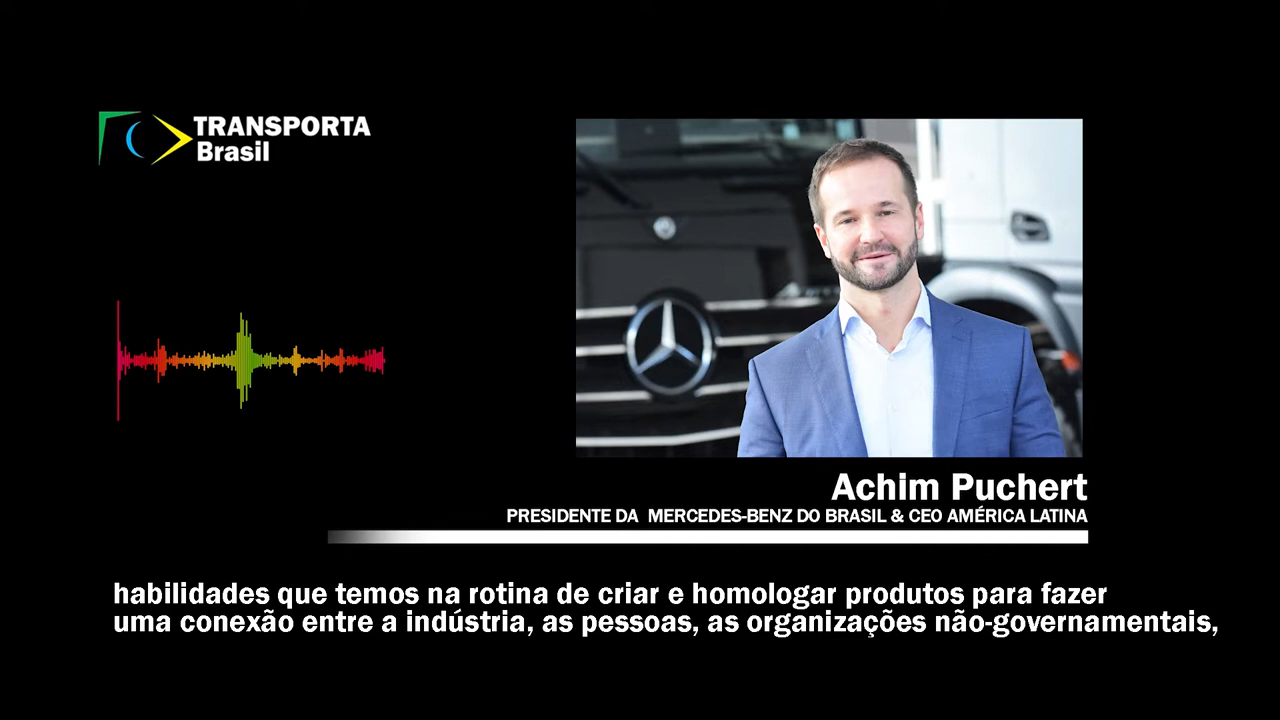 TRANSPORTA
Brasil
Achim Puchert
PRESIDENTE DA MERCEDES-BENZ DO BRASIL & CEO AMÉRICA LATINA
habilidades que temos na rotina de criar e homologar produtos para fazer
uma conexão entre a indústria, as pessoas, as organizações não-governamentais,